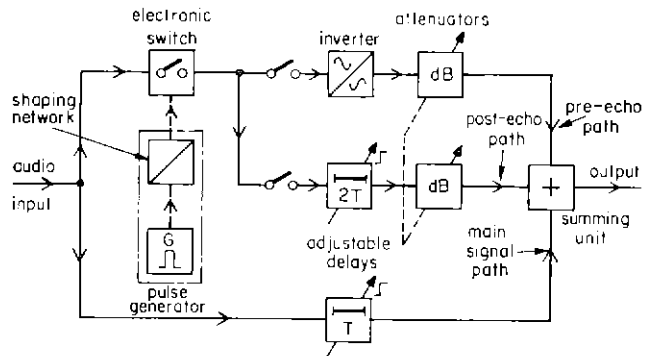 electronic
switch
inverter
attenuators
dB
shaping
network
pre-echo
path
post-echo
path
audio
input
2T
dB
+
output
summing
unit
G
adjustable
delays
main
signal
path
pulse
generator
T